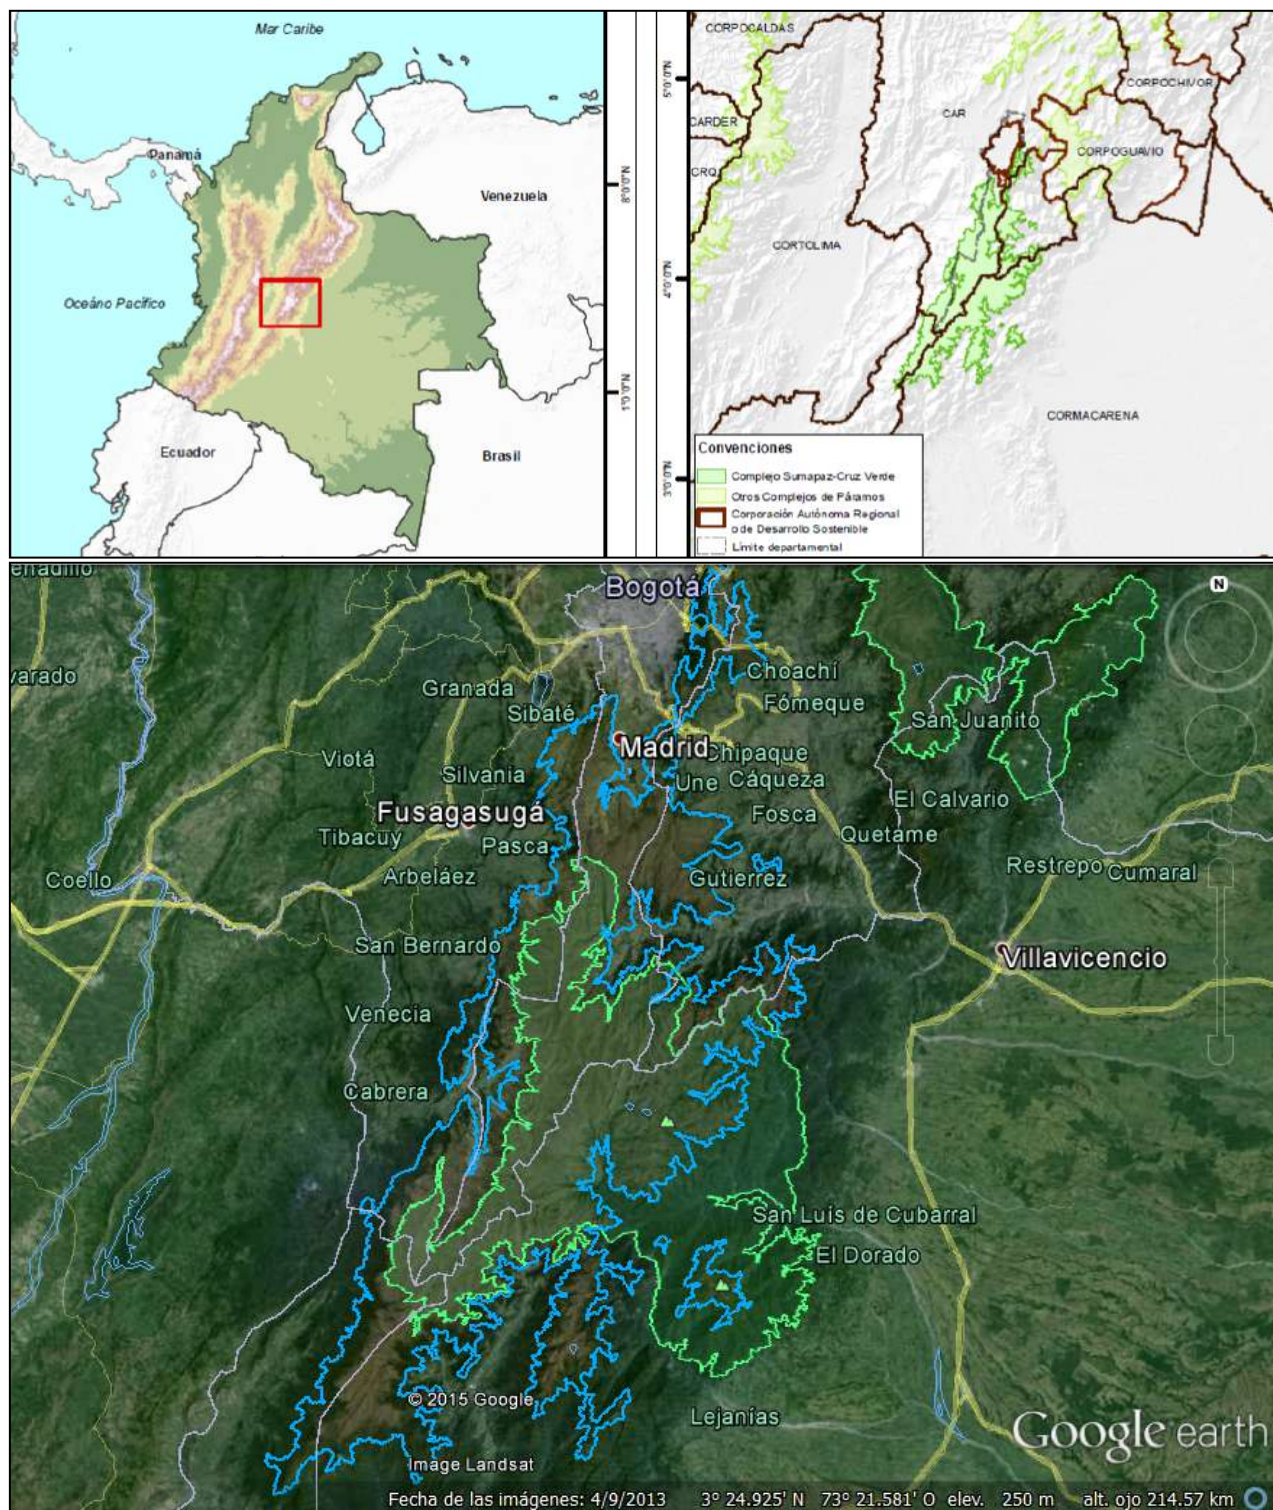 Mar Caribe
Panamá
Venezuela
Oceáno Pacífico
Ecuador
Brasil
8°0'0"N
1°0'0"N
CORPOCALDAS
5°0'0"N
CORPOCHIVOR
CARDER
CAR
CORPOGUAVIO
CRQ
CORTOLIMA
4°0'0"N
CORMACARENA
3°0'0"N
Convenciones
Complejo Sumapaz-Cruz Verde
Otros Complejos de Páramos
Corporación Autónoma Regional
o de Desarrollo Sostenible
Límite departamental
enadillo
Bogotá
N
varado
Choachí
Granada
Fómeque
Sibaté
San Juanito
Madrid
Chipaque
Viotá
Silvania
Une
Cáqueza
El Calvario
Fusagasugá
Fosca
Tibacuy
Quetame
Pasca
Restrepo
Cumaral
Coello
Arbeláez
Gutierrez
San Bernardo
Villavicencio
Venecia
Cabrera
San Luis de Cubarral
El Dorado
© 2015 Google
Lejanías
Google earth
Image Landsat
Fecha de las imágenes: 4/9/2013 3° 24.925' N 73° 21.581' O elev. 250 m alt. ojo 214.57 km